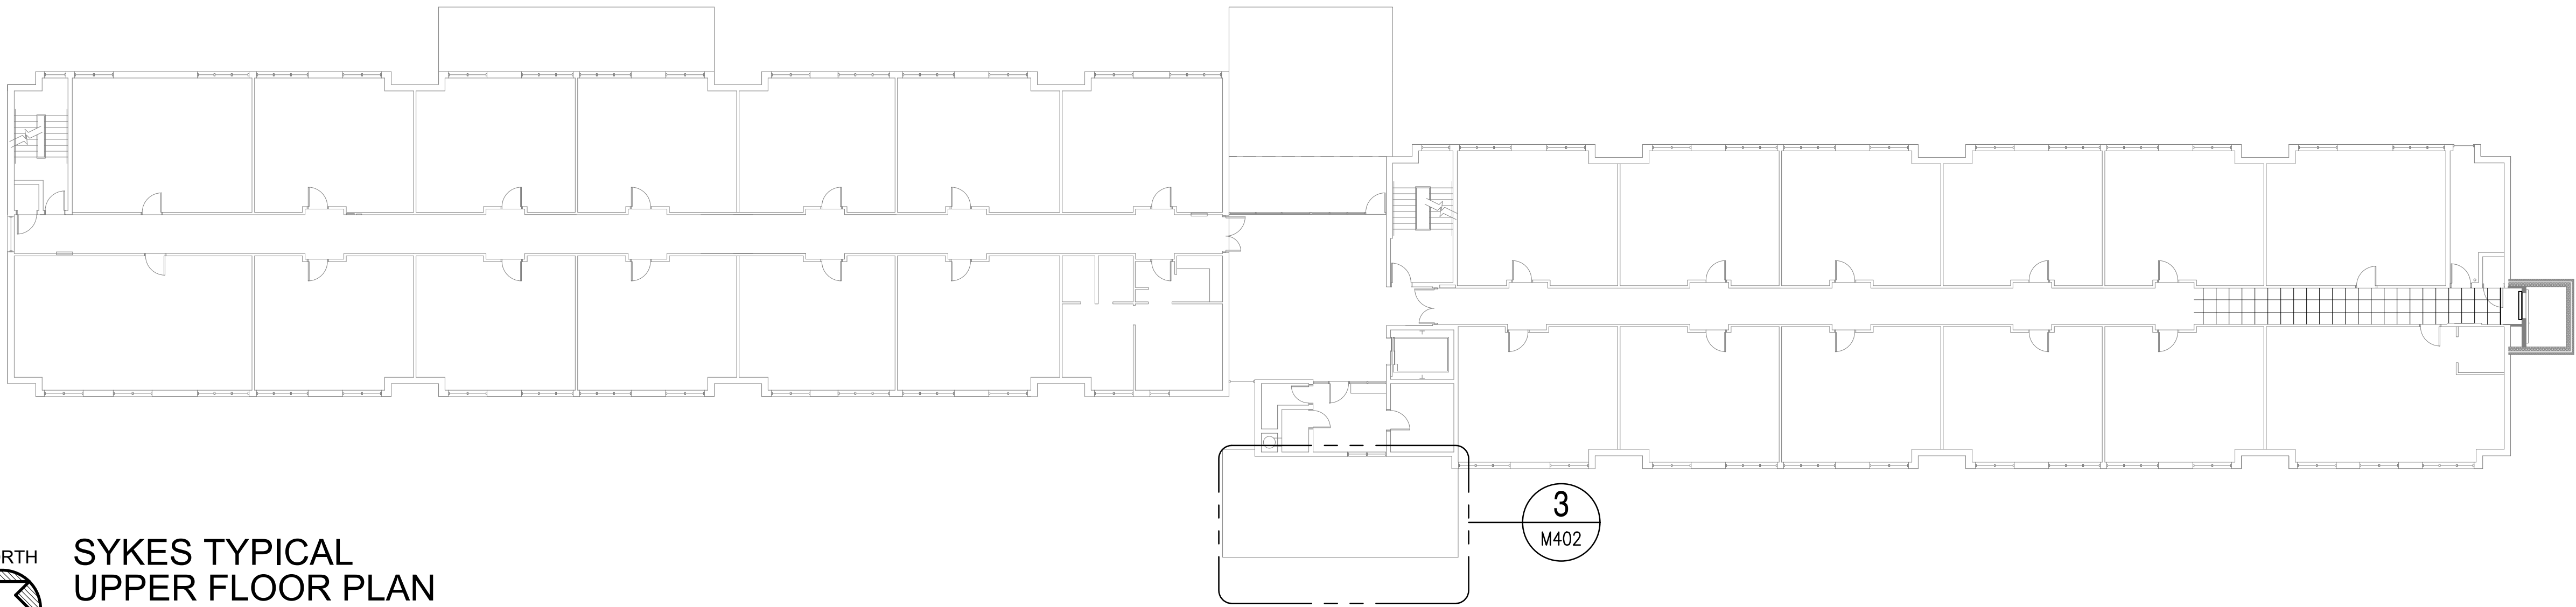 3
M402
RTH
SYKES TYPICAL
UPPER FLOOR PLAN